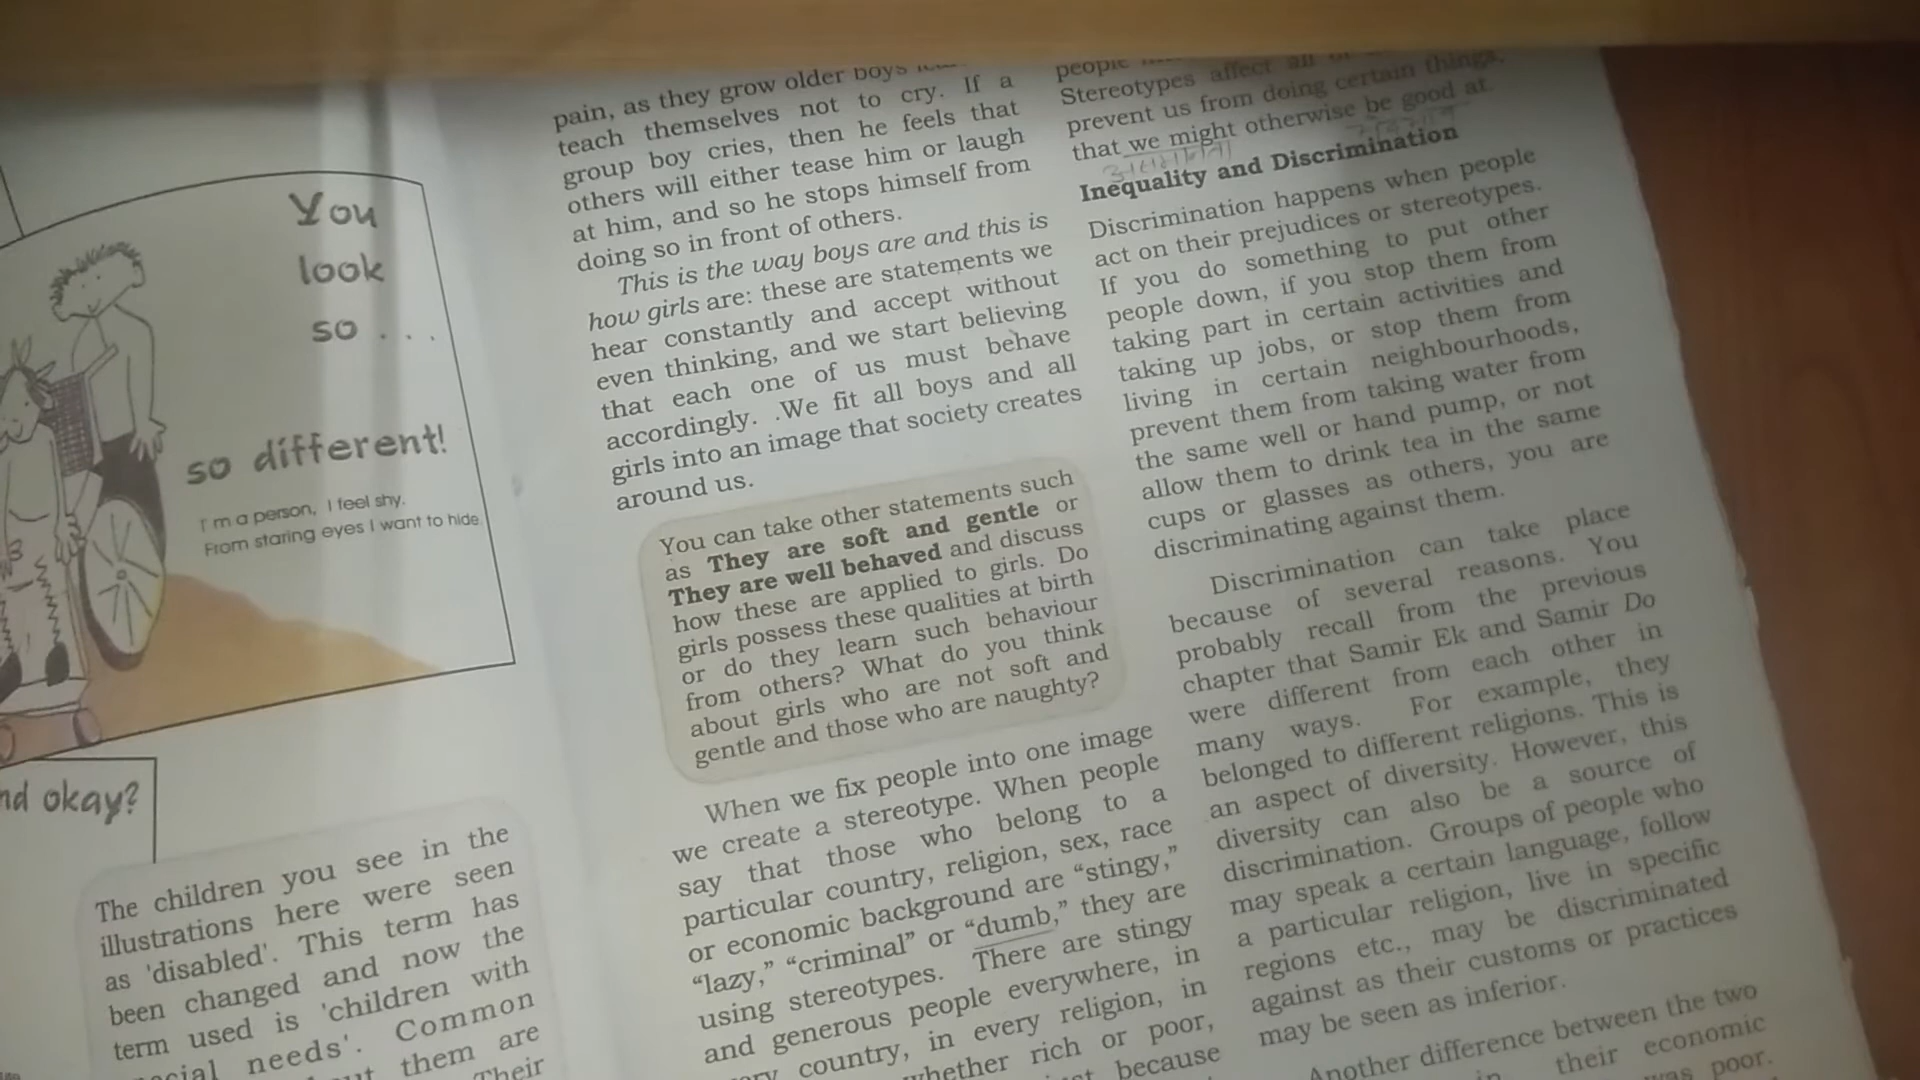 You
look
so . . .
so different!
I'm a person, I feel shy.
From staring eyes I want to hide.
nd okay?
The children you see in the
illustrations here were seen
as 'disabled'. This term has
been changed and now the
term used is 'children with
needs'. Common
them are
Their
pain, as they grow older boys
teach themselves not to cry. If a
group boy cries, then he feels that
others will either tease him or laugh
at him, and so he stops himself from
doing so in front of others.
This is the way boys are and this is
how girls are: these are statements we
hear constantly and accept without
even thinking, and we start believing
that each one of us must behave
accordingly. .We fit all boys and all
girls into an image that society creates
around us.
You can take other statements such
as They are soft and gentle or
They are well behaved and discuss
how these are applied to girls. Do
girls possess these qualities at birth
or do they learn such behaviour
from others? What do you think
about girls who are not soft and
gentle and those who are naughty?
When we fix people into one image
we create a stereotype. When people
say that those who belong to a
particular country, religion, sex, race
or economic background are “stingy,”
“lazy,” “criminal” or “dumb,” they are
using stereotypes. There are stingy
and generous people everywhere, in
country, in every religion, in
whether rich or poor,
because
people
Stereotypes affect all
prevent us from doing certain things,
that we might otherwise be good at.
Inequality and Discrimination
Discrimination happens when people
act on their prejudices or stereotypes.
If you do something to put other
people down, if you stop them from
taking part in certain activities and
taking up jobs, or stop them from
living in certain neighbourhoods,
prevent them from taking water from
the same well or hand pump, or not
allow them to drink tea in the same
cups or glasses as others, you are
discriminating against them.
Discrimination can take place
because of several reasons. You
probably recall from the previous
chapter that Samir Ek and Samir Do
were different from each other in
many ways. For example, they
belonged to different religions. This is
an aspect of diversity. However, this
diversity can also be a source of
discrimination. Groups of people who
may speak a certain language, follow
a particular religion, live in specific
regions etc., may be discriminated
against as their customs or practices
may be seen as inferior.
Another difference between the two
their economic
was poor.